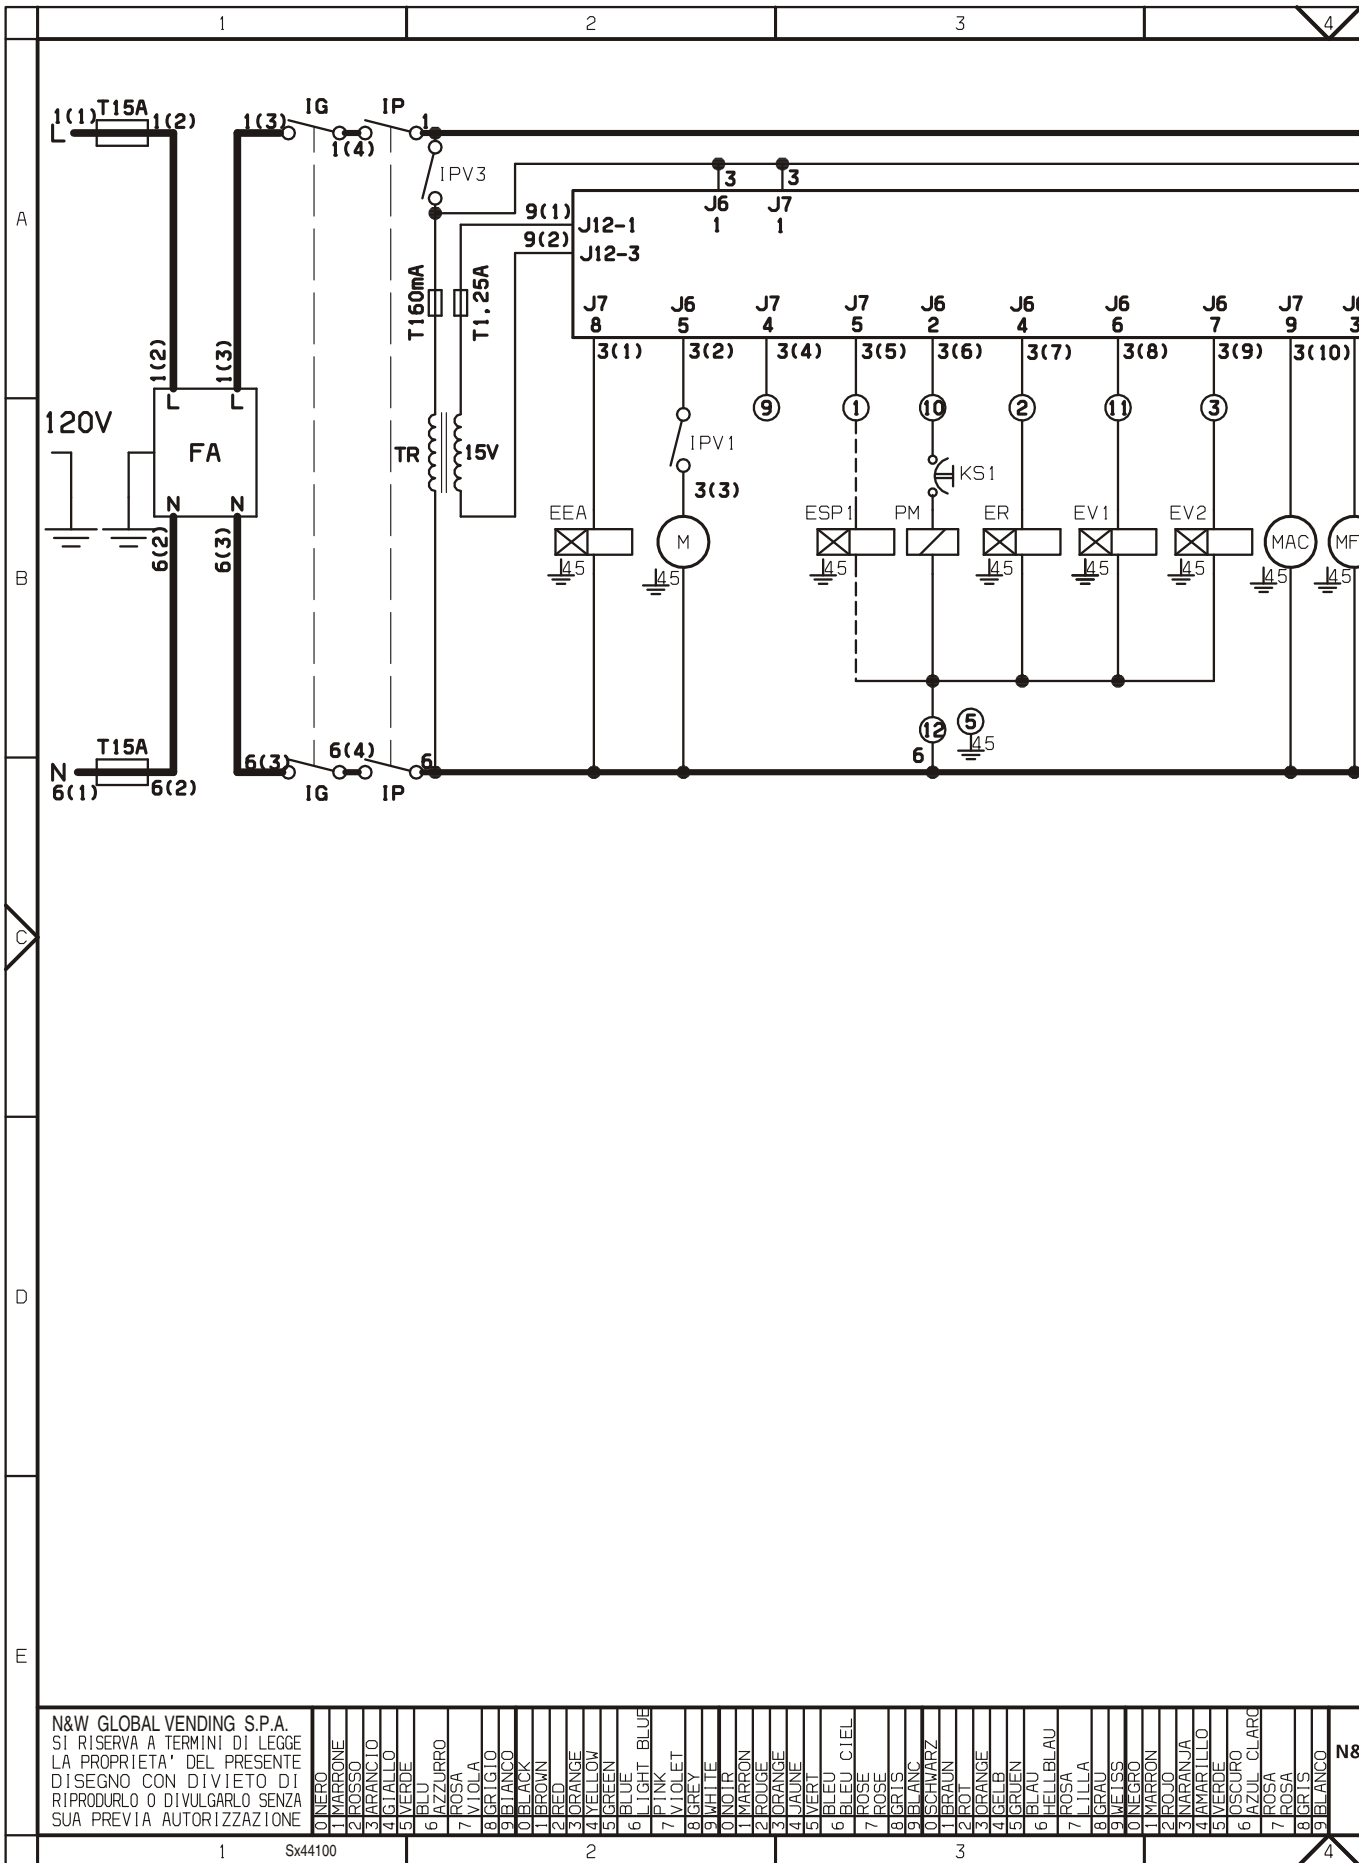 1 2 3 4
T15A IG IP
1(1) 1(2) 1(3) 1
L 1(4)
IPV3
3 3
J6 J7
1 1
A
9(1) J12-1
9(2) J12-3
T160mA T1,25A
J7 J6 J7 J7 J6 J6 J6 J6 J7
8 5 4 5 2 4 6 7 9 3
3(1) 3(2) 3(4) 3(5) 3(6) 3(7) 3(8) 3(9) 3(10)
1(2) 1(3)
L L
9 1 10 2 11 3
120V
FA
TR 15V
IPV1
KS1
3(3)
N N
EEA ESP1 PM ER EV1 EV2
6(2) 6(3)
M MAC MF
45 45 45 45 45 45 45 45
B
12 5
45
6
T15A
6(3) 6(4) 6
N
6(1) 6(2)
IG IP
C
D
E
N&W GLOBAL VENDING S.P.A.
SI RISERVA A TERMINI DI LEGGE
LA PROPRIETA' DEL PRESENTE
DISEGNO CON DIVIETO DI
RIPRODURLO O DIVULGARLO SENZA
SUA PREVIA AUTORIZZAZIONE
0 NERO
1 MARRONE
2 ROSSO
3 ARANCIO
4 GIALLO
5 VERDE
6 BLU
AZZURRO
7 ROSA
VIOLA
8 GRIGIO
9 BIANCO
0 BLACK
1 BROWN
2 RED
3 ORANGE
4 YELLOW
5 GREEN
6 BLUE
LIGHT BLUE
7 PINK
VIOLET
8 GREY
9 WHITE
0 NOIR
1 MARRON
2 ROUGE
3 ORANGE
4 JAUNE
5 VERT
6 BLEU
BLEU CIEL
7 ROSE
ROSE
8 GRIS
9 BLANC
0 SCHWARZ
1 BRAUN
2 ROT
3 ORANGE
4 GELB
5 GRUEN
6 BLAU
HELLBLAU
7 ROSA
LILLA
8 GRAU
9 WEISS
0 NEGRO
1 MARRON
2 ROJO
3 NARANJA
4 AMARILLO
5 VERDE
6 OSCURO
AZUL CLARO
7 ROSA
ROSA
8 GRIS
9 BLANCO
N&
1 Sx44100 2 3 4